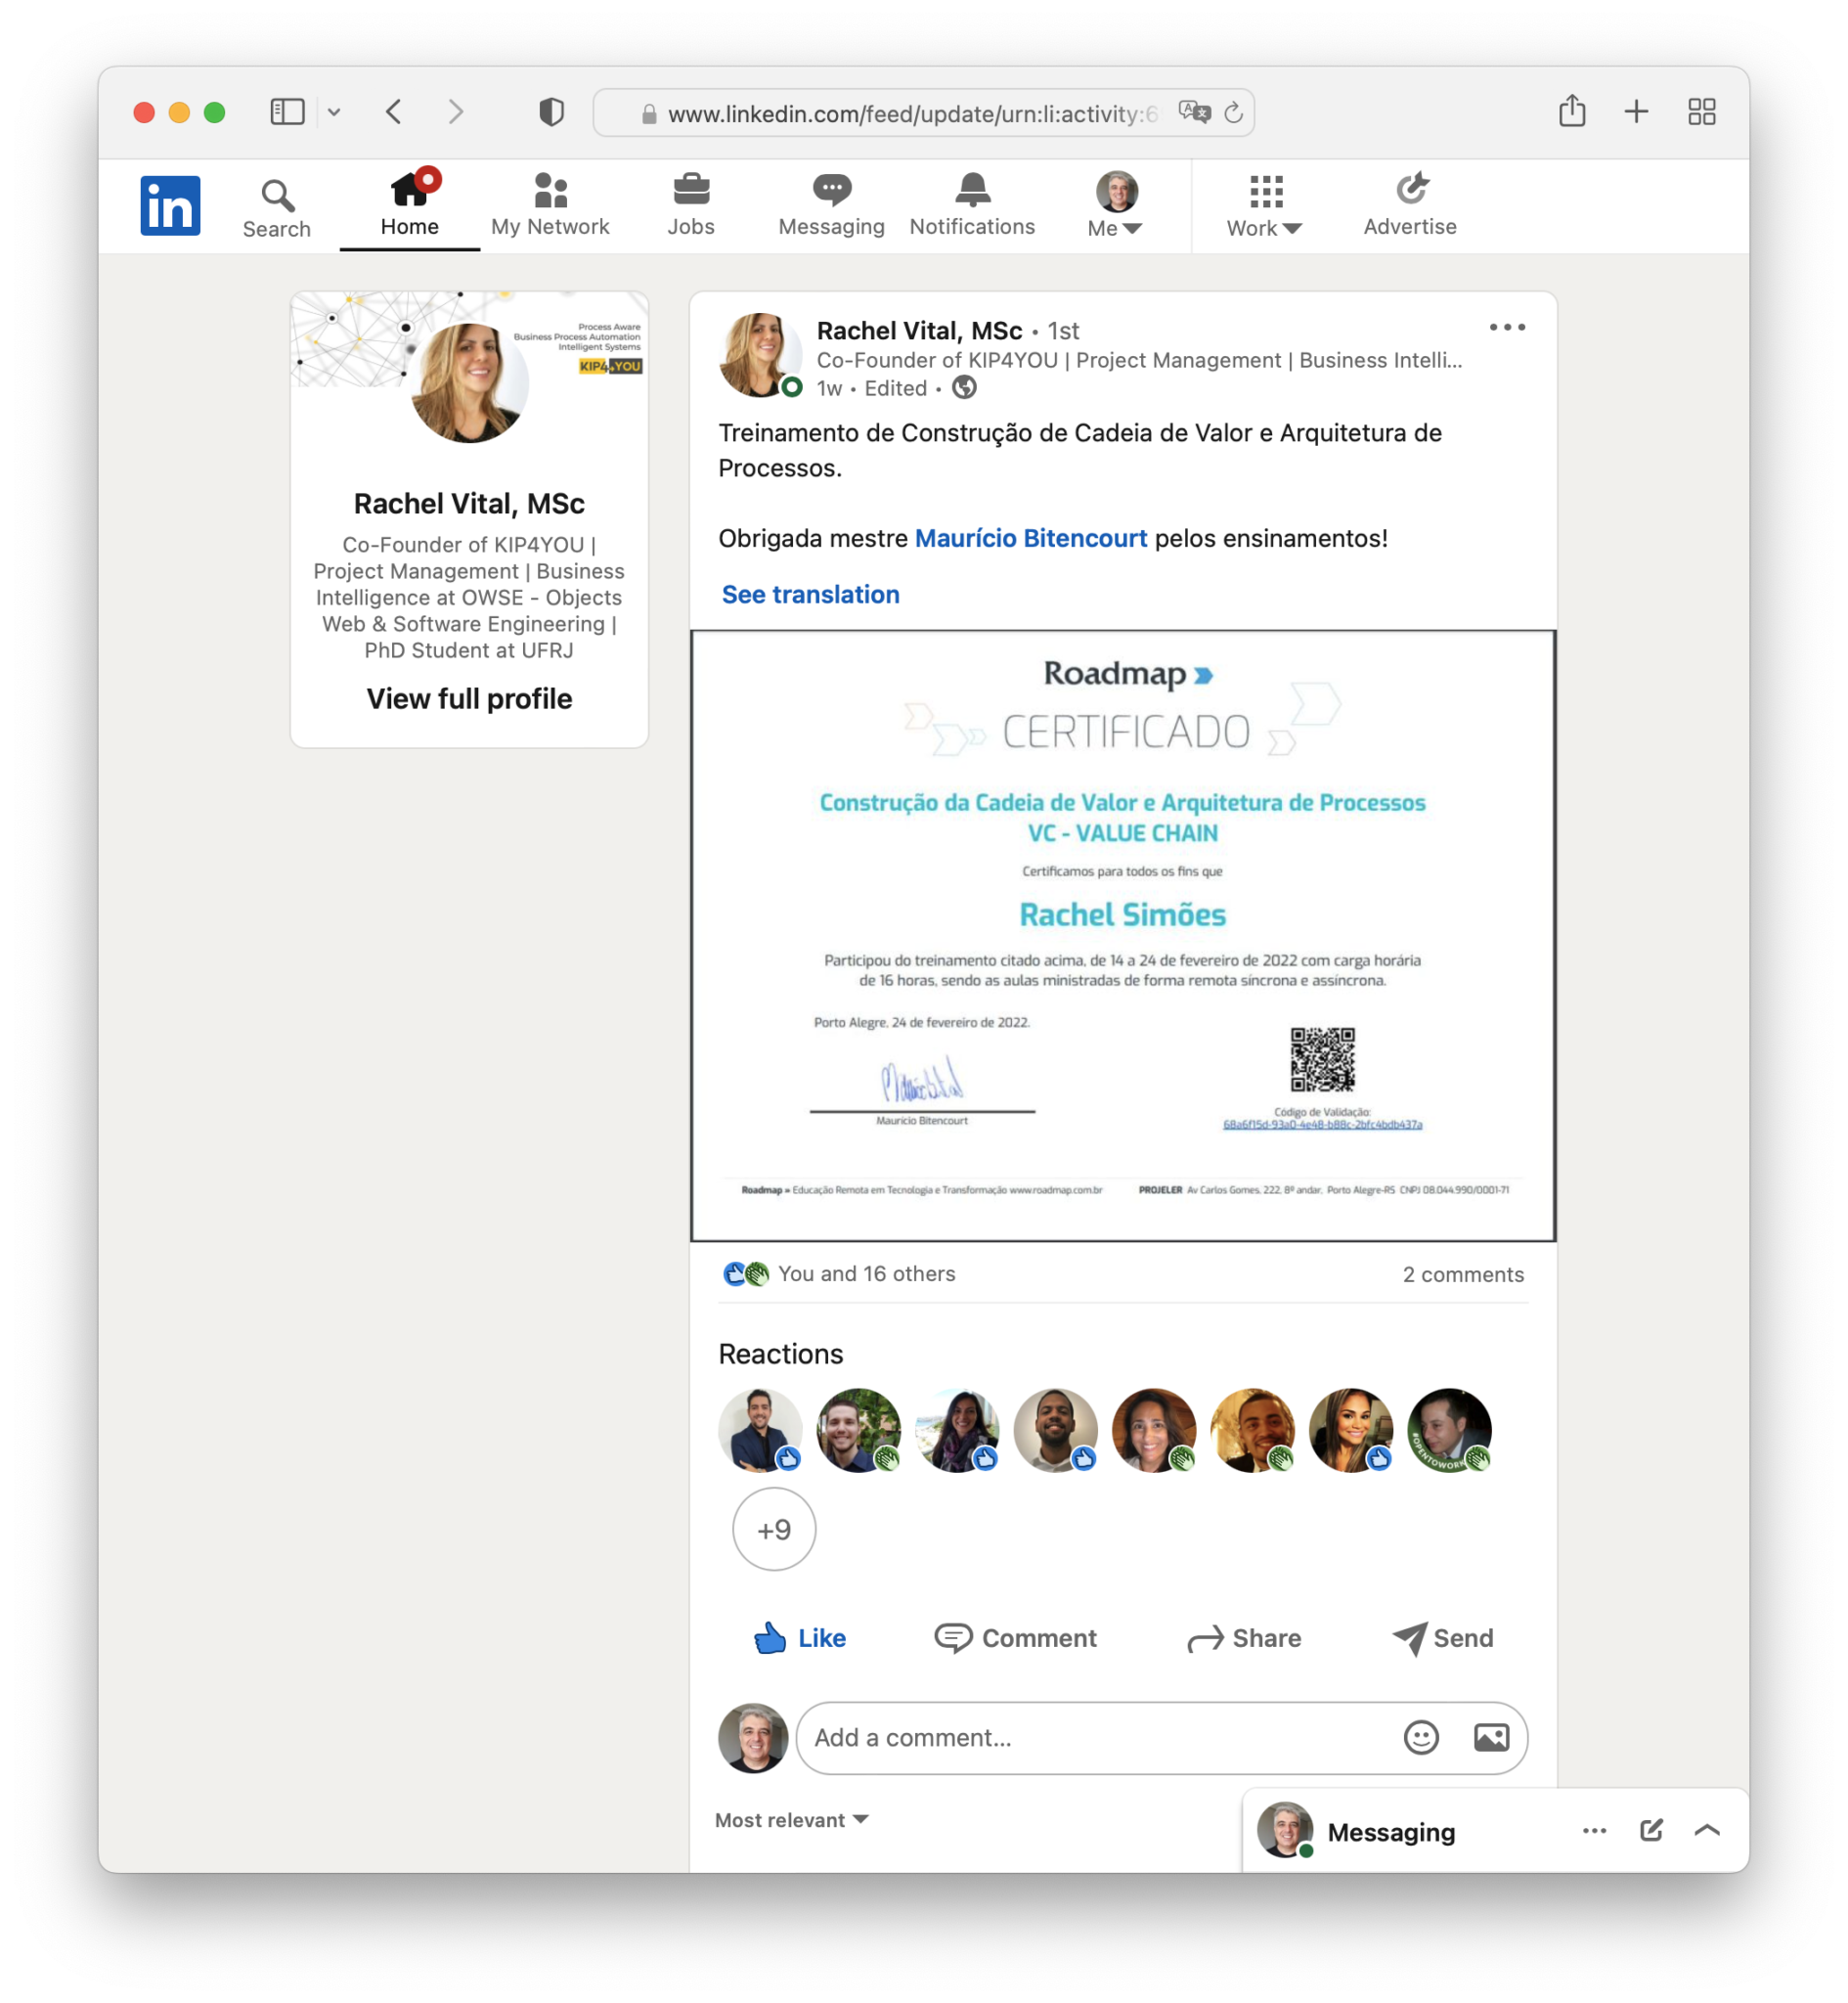 www.linkedin.com/feed/update/urn:li:activity:6
in
Search
Home
My Network
Jobs
Messaging
Notifications
Me
Work
Advertise
Process Aware
Business Process Automation
Intelligent Systems
KIP4YOU
Rachel Vital, MSc
Co-Founder of KIP4YOU |
Project Management | Business
Intelligence at OWSE - Objects
Web & Software Engineering |
PhD Student at UFRJ
View full profile
Rachel Vital, MSc • 1st
Co-Founder of KIP4YOU | Project Management | Business Intelli...
1w • Edited •
Treinamento de Construção de Cadeia de Valor e Arquitetura de
Processos.
Obrigada mestre Maurício Bitencourt pelos ensinamentos!
See translation
Roadmap
CERTIFICADO
Construção da Cadeia de Valor e Arquitetura de Processos
VC - VALUE CHAIN
Certificamos para todos os fins que
Rachel Simões
Participou do treinamento citado acima, de 14 a 24 de fevereiro de 2022 com carga horária
de 16 horas, sendo as aulas ministradas de forma remota síncrona e assíncrona.
Porto Alegre, 24 de fevereiro de 2022.
Maurício Bitencourt
Código de Validação:
68a6f15d-93a0-4e48-b88c-2bfc4bdb437a
Roadmap » Educação Remota em Tecnologia e Transformação www.roadmap.com.br
PROJELER Av Carlos Gomes, 222, 8º andar, Porto Alegre-RS CNPJ 08.044.990/0001-71
You and 16 others
2 comments
Reactions
#OPENTOWORK
+9
Like
Comment
Share
Send
Add a comment...
Most relevant
Messaging